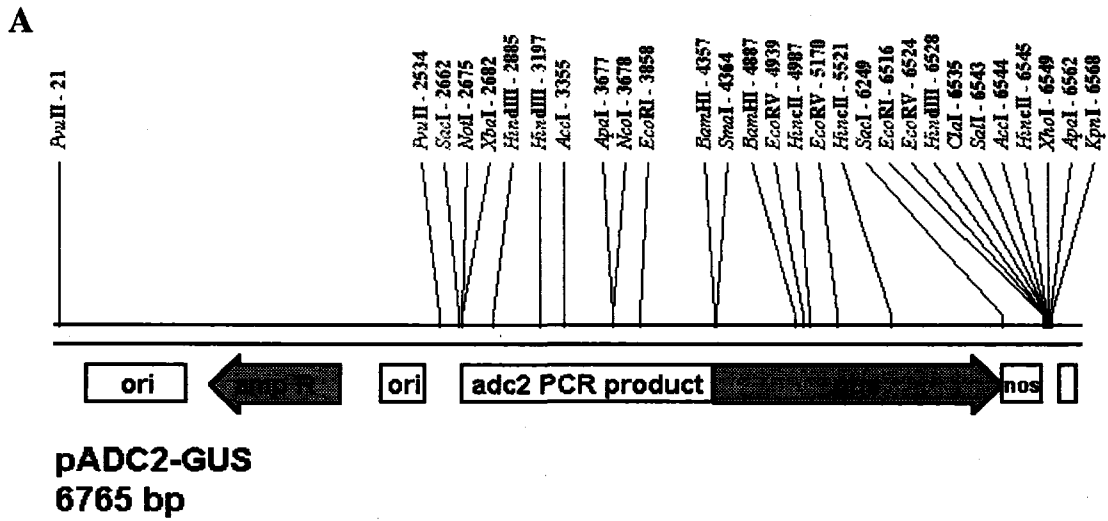 A
PvuII - 21
PvuII - 2534
SacI - 2662
NotI - 2675
XbaI - 2682
HindIII - 2885
HindIII - 3197
AccI - 3355
ApaI - 3677
NcoI - 3678
EcoRI - 3858
BamHI - 4357
SmaI - 4364
BamHI - 4887
EcoRV - 4939
HincII - 4987
EcoRV - 5170
HincII - 5521
SacI - 6249
EcoRI - 6516
EcoRV - 6524
HindIII - 6528
ClaI - 6535
SalI - 6543
AccI - 6544
HincII - 6545
XhoI - 6549
ApaI - 6562
KpnI - 6568
ori
amp R
ori
adc2 PCR product
nos
pADC2-GUS
6765 bp